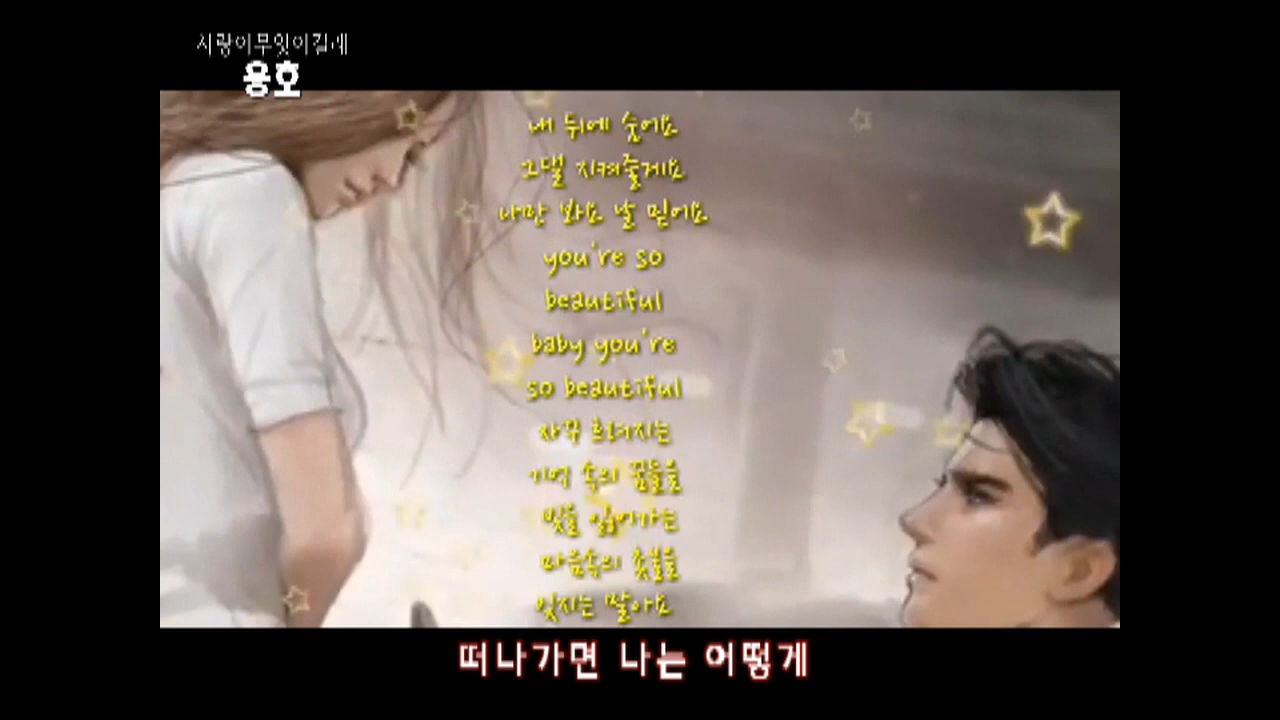 사랑이무엇이길래
용호
내 뒤에 숨어요
그댈 지켜줄게요
나만 봐요 날 믿어요
you're so
beautiful
baby you're
so beautiful
자꾸 흐려지는
기억 속의 꿈들을
빛을 잃어가는
마음속의 촛불을
잊지는 말아요
떠나가면 나는 어떻게